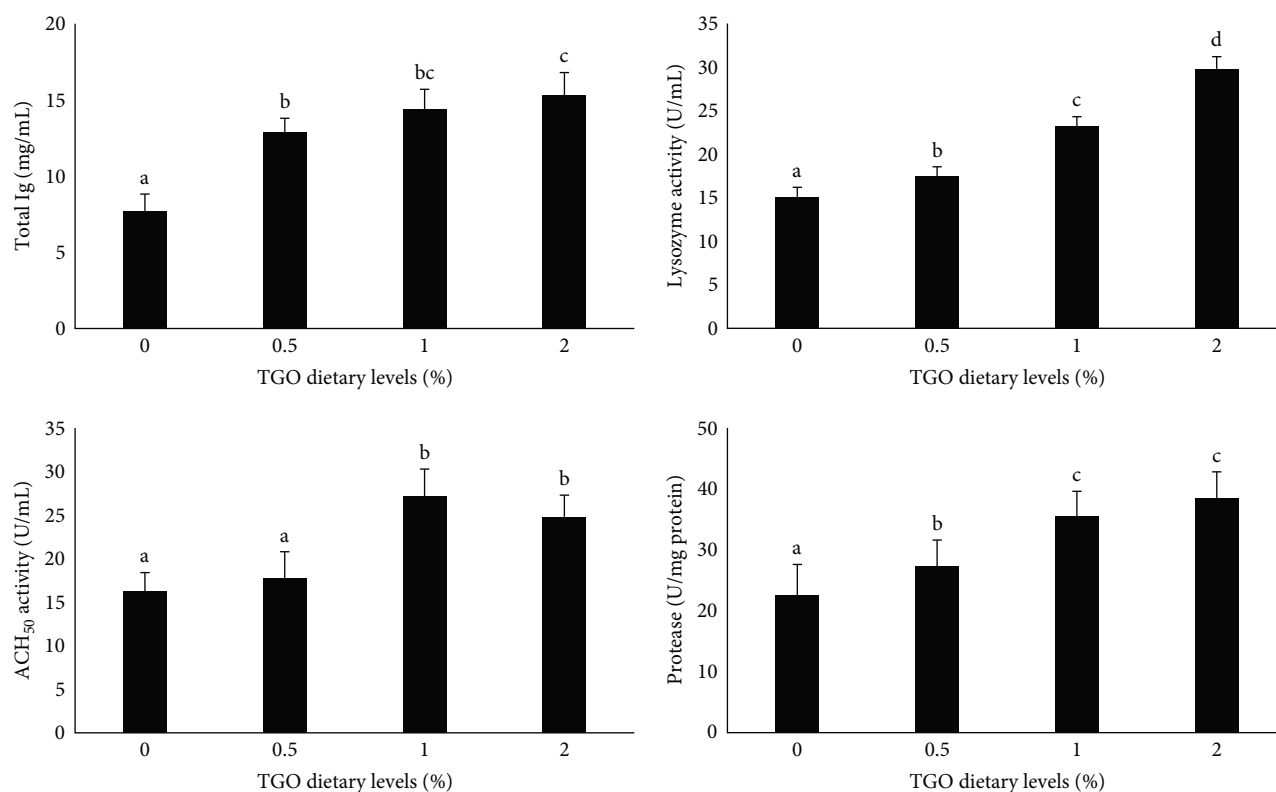 Total Ig (mg/mL)
20
15
10
5
0
a
b
bc
c
0 0.5 1 2
TGO dietary levels (%)
Lysozyme activity (U/mL)
35
30
25
20
15
10
5
0
a
b
c
d
0 0.5 1 2
TGO dietary levels (%)
ACH50 activity (U/mL)
35
30
25
20
15
10
5
0
a
a
b
b
0 0.5 1 2
TGO dietary levels (%)
Protease (U/mg protein)
50
40
30
20
10
0
a
b
c
c
0 0.5 1 2
TGO dietary levels (%)